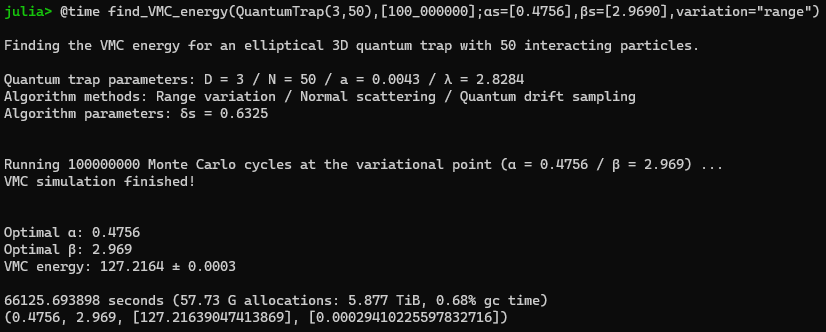 julia> @time find_VMC_energy(QuantumTrap(3,50),[100_000000];αs=[0.4756],βs=[2.9690],variation="range")
Finding the VMC energy for an elliptical 3D quantum trap with 50 interacting particles.
Quantum trap parameters: D = 3 / N = 50 / a = 0.0043 / λ = 2.8284
Algorithm methods: Range variation / Normal scattering / Quantum drift sampling
Algorithm parameters: δs = 0.6325
Running 100000000 Monte Carlo cycles at the variational point (α = 0.4756 / β = 2.969) ...
VMC simulation finished!
Optimal α: 0.4756
Optimal β: 2.969
VMC energy: 127.2164 ± 0.0003
66125.693898 seconds (57.73 G allocations: 5.877 TiB, 0.68% gc time)
(0.4756, 2.969, [127.21639047413869], [0.00029410225597832716])